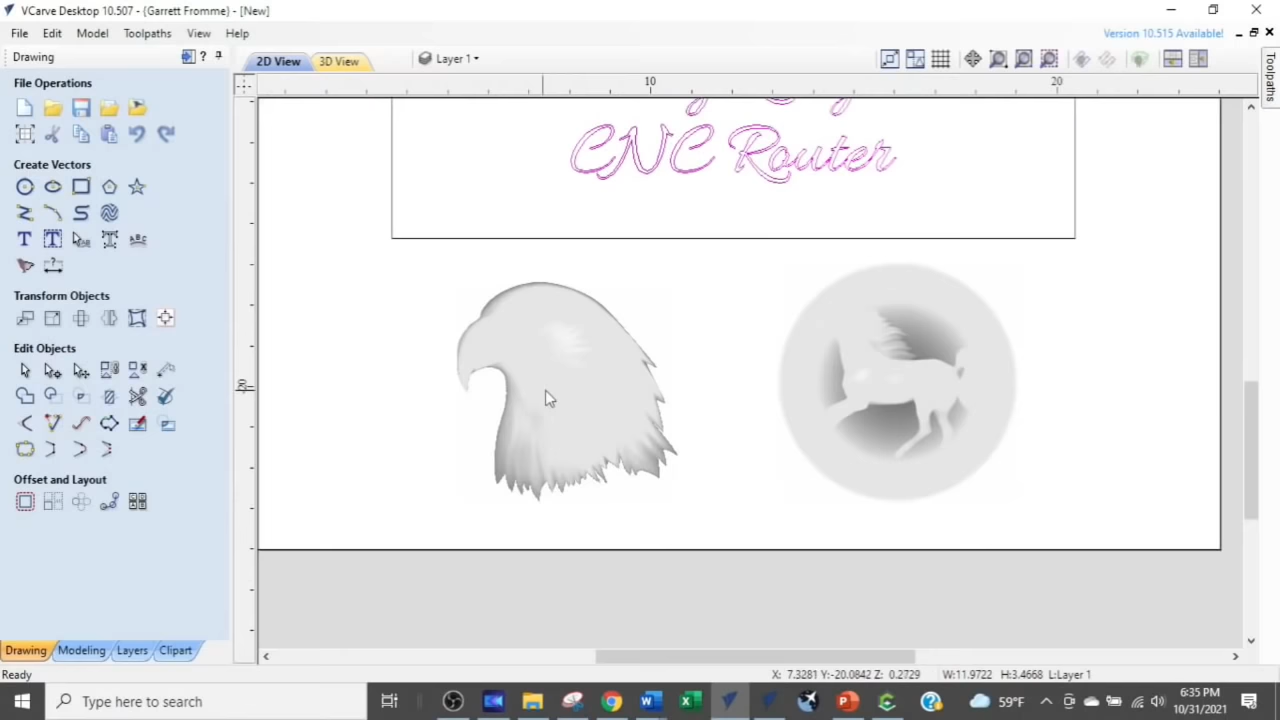 VCarve Desktop 10.507 - {Garrett Fromme} - [New]
File Edit Model Toolpaths View Help
Version 10.515 Available!
Drawing
2D View
3D View
Layer 1
Toolpaths
File Operations
10
20
Create Vectors
CNC Router
Transform Objects
Edit Objects
-20
Offset and Layout
Drawing
Modeling
Layers
Clipart
Ready
X: 7.3281 Y:-20.0842 Z: 0.2729
W:11.9722 H:3.4668 L:Layer 1
Type here to search
59°F
6:35 PM
10/31/2021